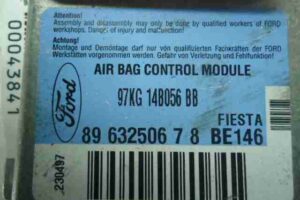 Attention!
Assembly and disassembly may only be done by qualified workers of FORD
workshops. Danger of injury and malfunction!
Achtung!
Montage und Demontage darf nur von qualifizierten Fachkräften der FORD
Werkstätten vorgenommen werden. Gefahr von Verletzung und Fehlfunktion!
00043841
Ford
AIR BAG CONTROL MODULE
97KG 14B056 BB
FIESTA
89 632506 7 8 BE146
230497